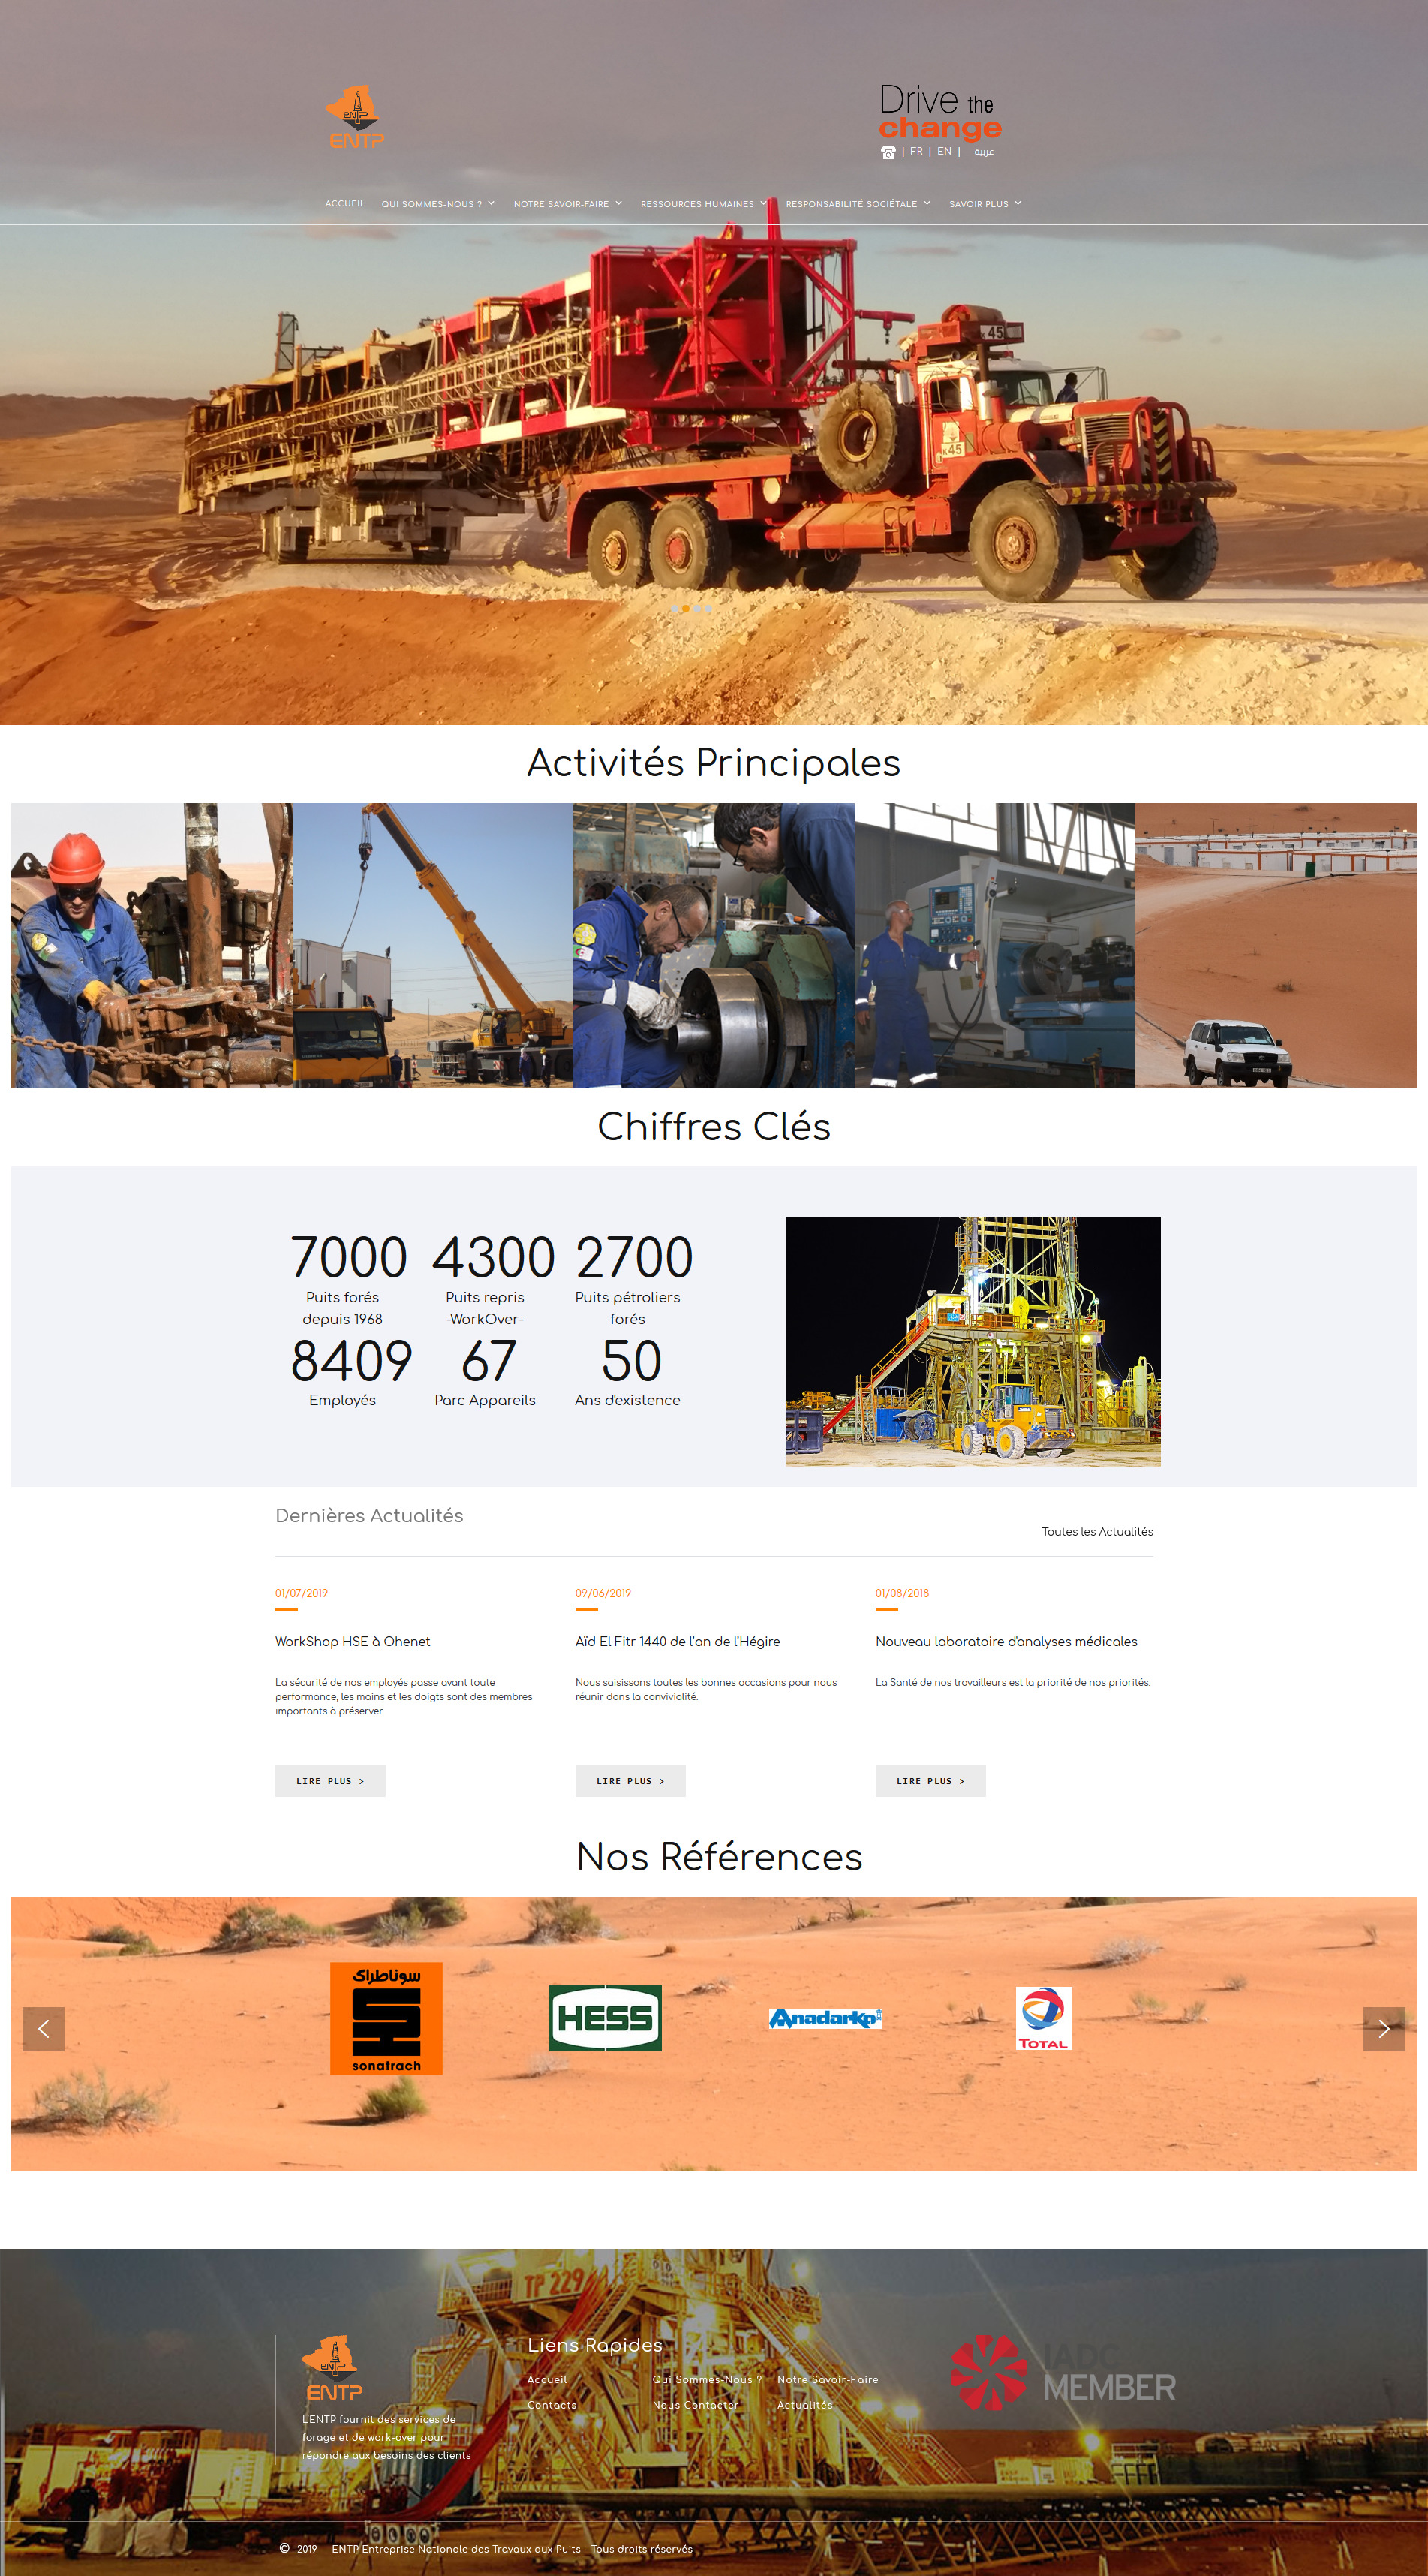 ENTP
ENTP
Drive the
change
| FR | EN | عربية
ACCUEIL QUI SOMMES-NOUS ? NOTRE SAVOIR-FAIRE RESSOURCES HUMAINES RESPONSABILITÉ SOCIÉTALE SAVOIR PLUS
K45
K45
Activités Principales
Chiffres Clés
7000 4300 2700
Puits forés Puits repris Puits pétroliers
depuis 1968 -WorkOver- forés
8409 67 50
Employés Parc Appareils Ans d'existence
Dernières Actualités
Toutes les Actualités
01/07/2019 09/06/2019 01/08/2018
WorkShop HSE à Ohenet Aïd El Fitr 1440 de l'an de l'Hégire Nouveau laboratoire d'analyses médicales
La sécurité de nos employés passe avant toute Nous saisissons toutes les bonnes occasions pour nous La Santé de nos travailleurs est la priorité de nos priorités.
performance, les mains et les doigts sont des membres réunir dans la convivialité.
importants à préserver.
LIRE PLUS > LIRE PLUS > LIRE PLUS >
Nos Références
سوناطراك
sonatrach
HESS
Anadarko
TOTAL
TP 229
ENTP
ENTP
L'ENTP fournit des services de
forage et de work-over pour
répondre aux besoins des clients
Liens Rapides
Accueil Qui Sommes-Nous ? Notre Savoir-Faire
Contacts Nous Contacter Actualités
IADC
MEMBER
© 2019 ENTP Entreprise Nationale des Travaux aux Puits - Tous droits réservés